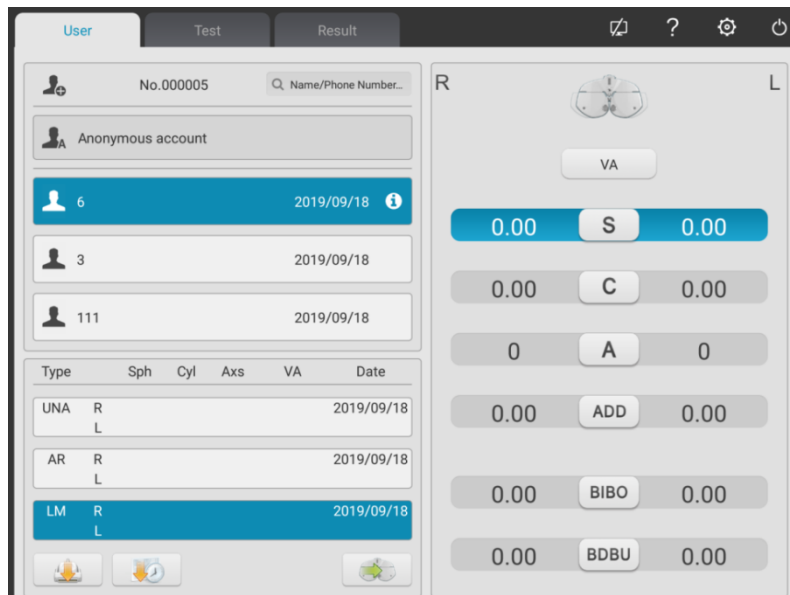 User Test Result ?
No.000005 Name/Phone Number...
Anonymous account
6 2019/09/18
3 2019/09/18
111 2019/09/18
Type Sph Cyl Axs VA Date
UNA R 2019/09/18
L
AR R 2019/09/18
L
LM R 2019/09/18
L
R L
VA
0.00 S 0.00
0.00 C 0.00
0 A 0
0.00 ADD 0.00
0.00 BIBO 0.00
0.00 BDBU 0.00